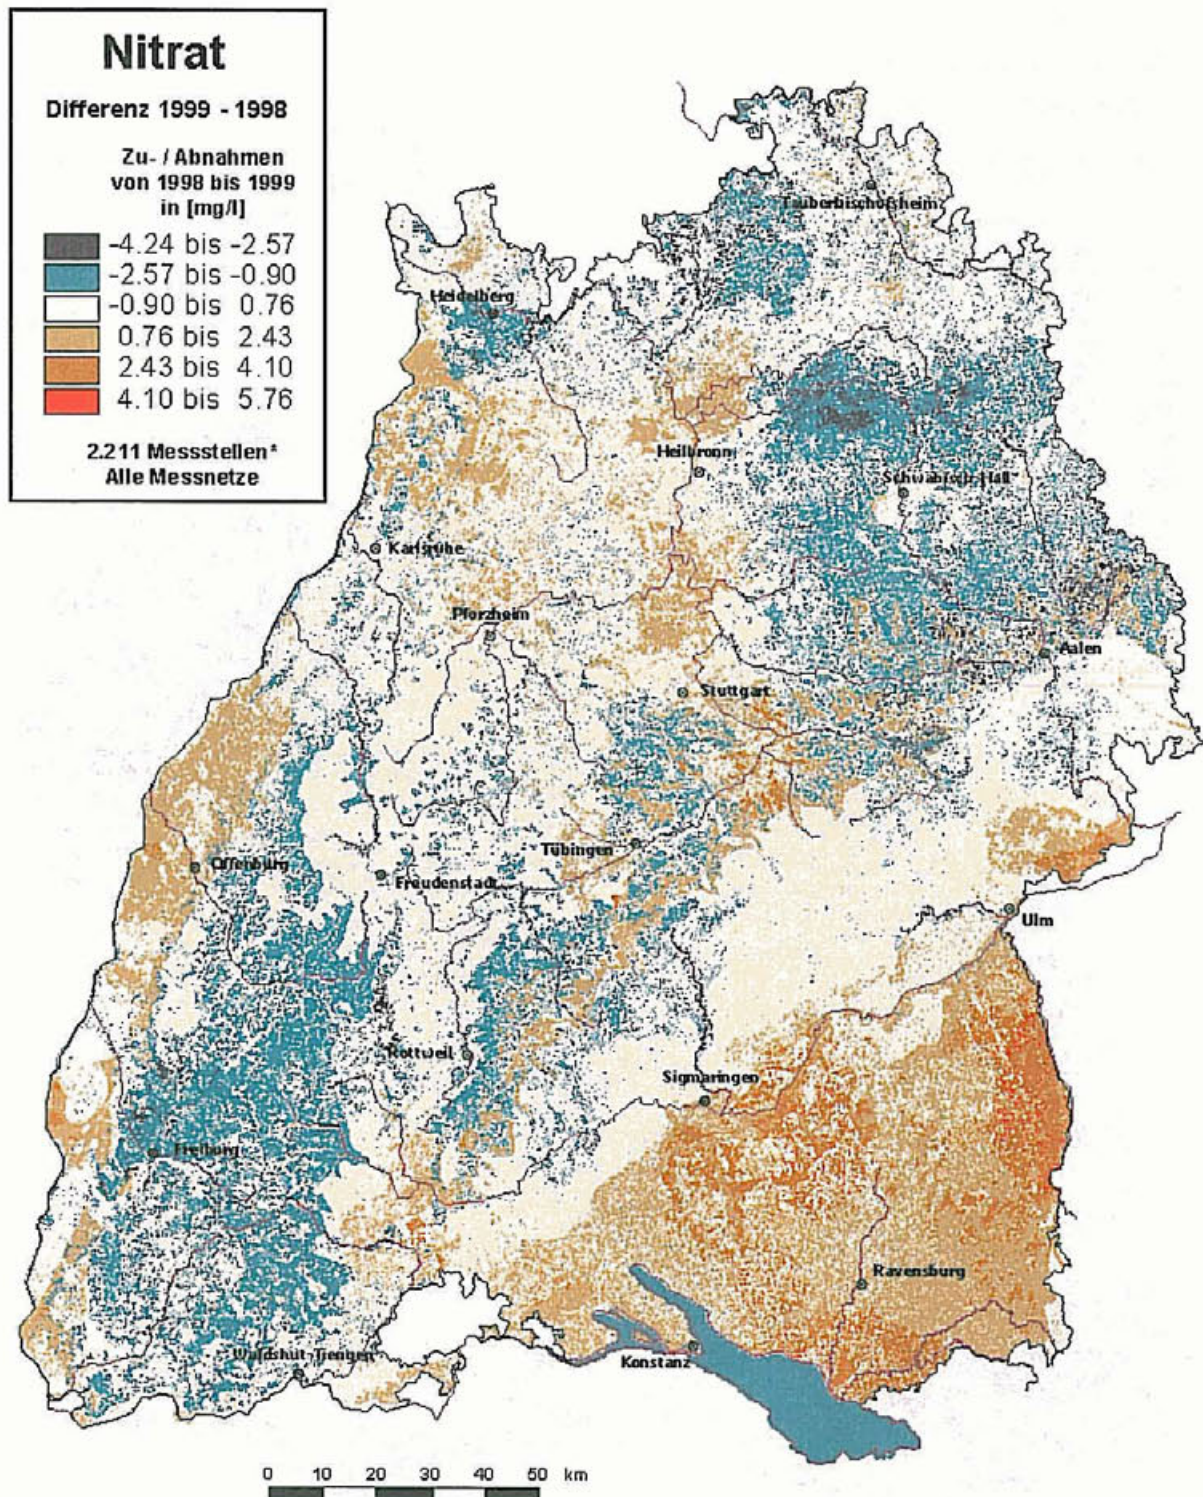 Nitrat
Differenz 1999 - 1998
Zu- / Abnahmen
von 1998 bis 1999
in [mg/l]
-4.24 bis -2.57
-2.57 bis -0.90
-0.90 bis 0.76
0.76 bis 2.43
2.43 bis 4.10
4.10 bis 5.76
2.211 Messstellen*
Alle Messnetze
Tauberbischofsheim
Heidelberg
Heilbronn
Schwäbisch Hall
Karlsruhe
Pforzheim
Aalen
Stuttgart
Tübingen
Offenburg
Freudenstadt
Ulm
Rottweil
Sigmaringen
Freiburg
Ravensburg
Waldshut-Tiengen
Konstanz
0 10 20 30 40 50 km